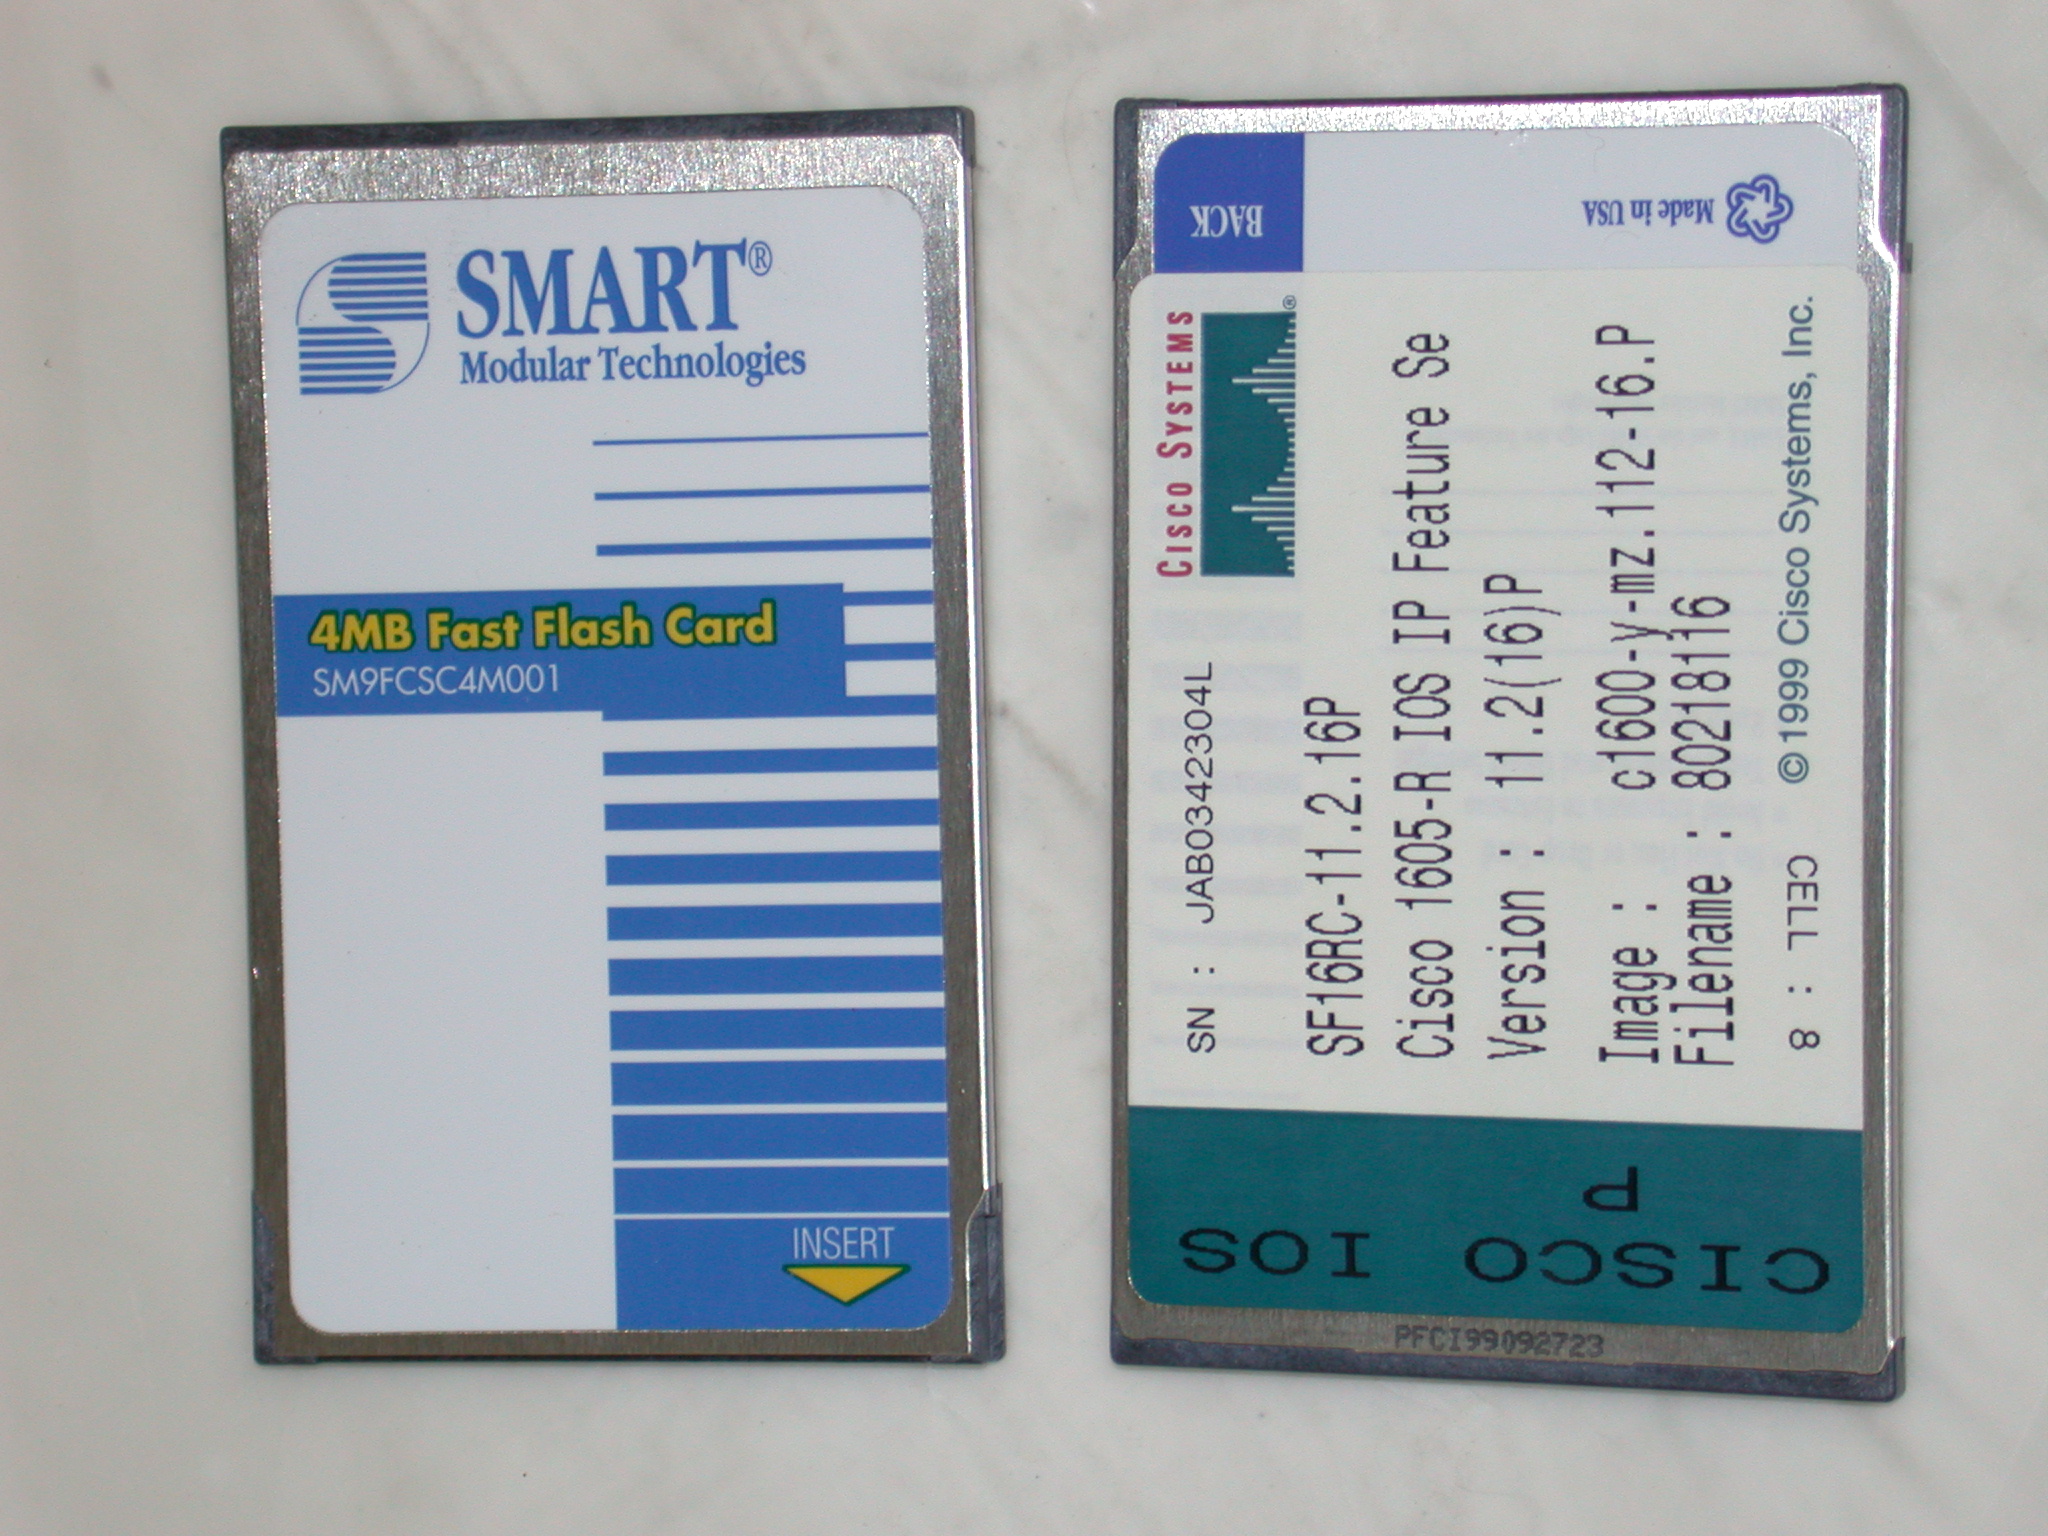 SMART®
Modular Technologies
4MB Fast Flash Card
SM9FCSC4M001
INSERT
BACK
Made in USA
CISCO SYSTEMS
®
SN : JAB0342304L
SF16RC-11.2.16P
Cisco 1605-R IOS IP Feature Se
Version : 11.2(16)P
Image : c1600-y-mz.112-16.P
Filename : 80218116
8 : CELL ©1999 Cisco Systems, Inc.
CISCO IOS
P
PFCI99092723